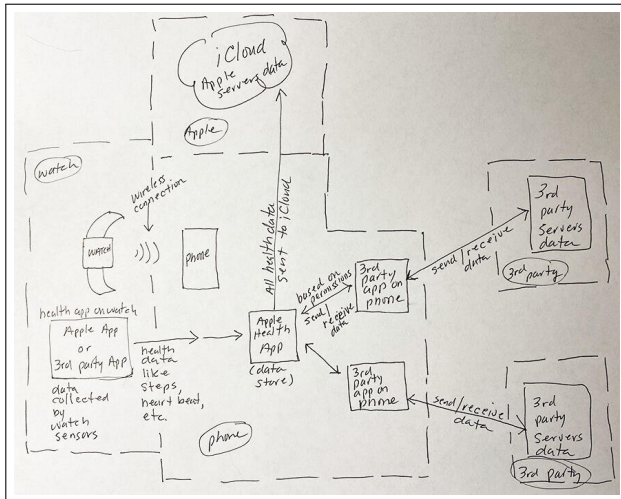 iCloud
Apple
servers data
Apple
watch
wireless
connection
WATCH
phone
All health data
sent to iCloud
health app on watch
Apple App
or
3rd party App
data
collected
by
watch
sensors
health
data
like
steps,
heart beat,
etc.
Apple
Health
App
(data
store)
based on
permissions
send/
receive
data
3rd
party
app on
phone
3rd
party
app on
phone
phone
send/receive
data
3rd
party
Servers
data
3rd party
send/receive
data
3rd
party
Servers
data
3rd party